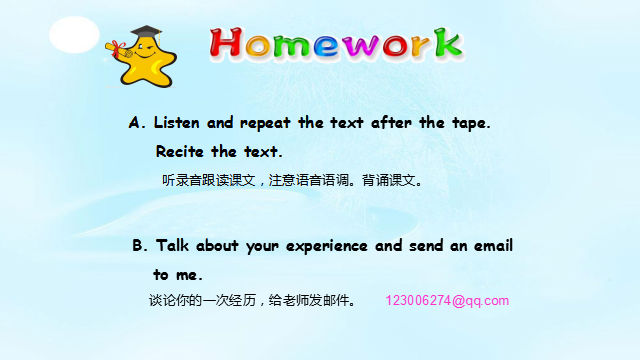 Homework
A. Listen and repeat the text after the tape.
Recite the text.
听录音跟读课文，注意语音语调。背诵课文。
B. Talk about your experience and send an email
to me.
谈论你的一次经历，给老师发邮件。 123006274@qq.com